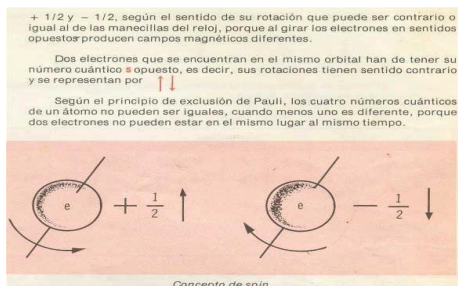 + 1/2 y − 1/2, según el sentido de su rotación que puede ser contrario o
igual al de las manecillas del reloj, porque al girar los electrones en sentidos
opuestos producen campos magnéticos diferentes.
Dos electrones que se encuentran en el mismo orbital han de tener su
número cuántico s opuesto, es decir, sus rotaciones tienen sentido contrario
y se representan por ↑↓
Según el principio de exclusión de Pauli, los cuatro números cuánticos
de un átomo no pueden ser iguales, cuando menos uno es diferente, porque
dos electrones no pueden estar en el mismo lugar al mismo tiempo.
e + 1/2 ↑ e − 1/2 ↓
Concepto de spin